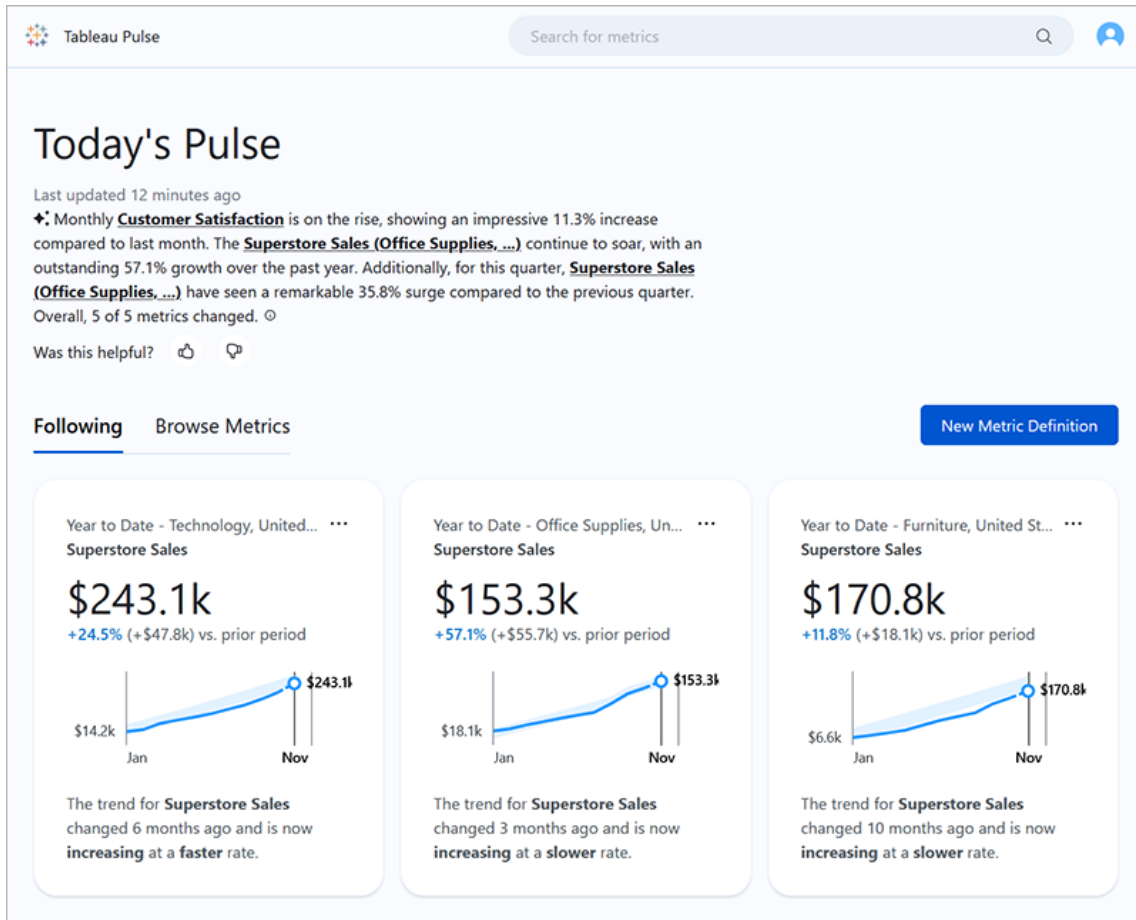 Tableau Pulse
Search for metrics
Today's Pulse
Last updated 12 minutes ago
Monthly Customer Satisfaction is on the rise, showing an impressive 11.3% increase
compared to last month. The Superstore Sales (Office Supplies, ...) continue to soar, with an
outstanding 57.1% growth over the past year. Additionally, for this quarter, Superstore Sales
(Office Supplies, ...) have seen a remarkable 35.8% surge compared to the previous quarter.
Overall, 5 of 5 metrics changed.
Was this helpful?
Following
Browse Metrics
New Metric Definition
Year to Date - Technology, United...
Superstore Sales
$243.1k
+24.5% (+$47.8k) vs. prior period
$243.1k
$14.2k
Jan
Nov
The trend for Superstore Sales
changed 6 months ago and is now
increasing at a faster rate.
Year to Date - Office Supplies, Un...
Superstore Sales
$153.3k
+57.1% (+$55.7k) vs. prior period
$153.3k
$18.1k
Jan
Nov
The trend for Superstore Sales
changed 3 months ago and is now
increasing at a slower rate.
Year to Date - Furniture, United St...
Superstore Sales
$170.8k
+11.8% (+$18.1k) vs. prior period
$170.8k
$6.6k
Jan
Nov
The trend for Superstore Sales
changed 10 months ago and is now
increasing at a slower rate.